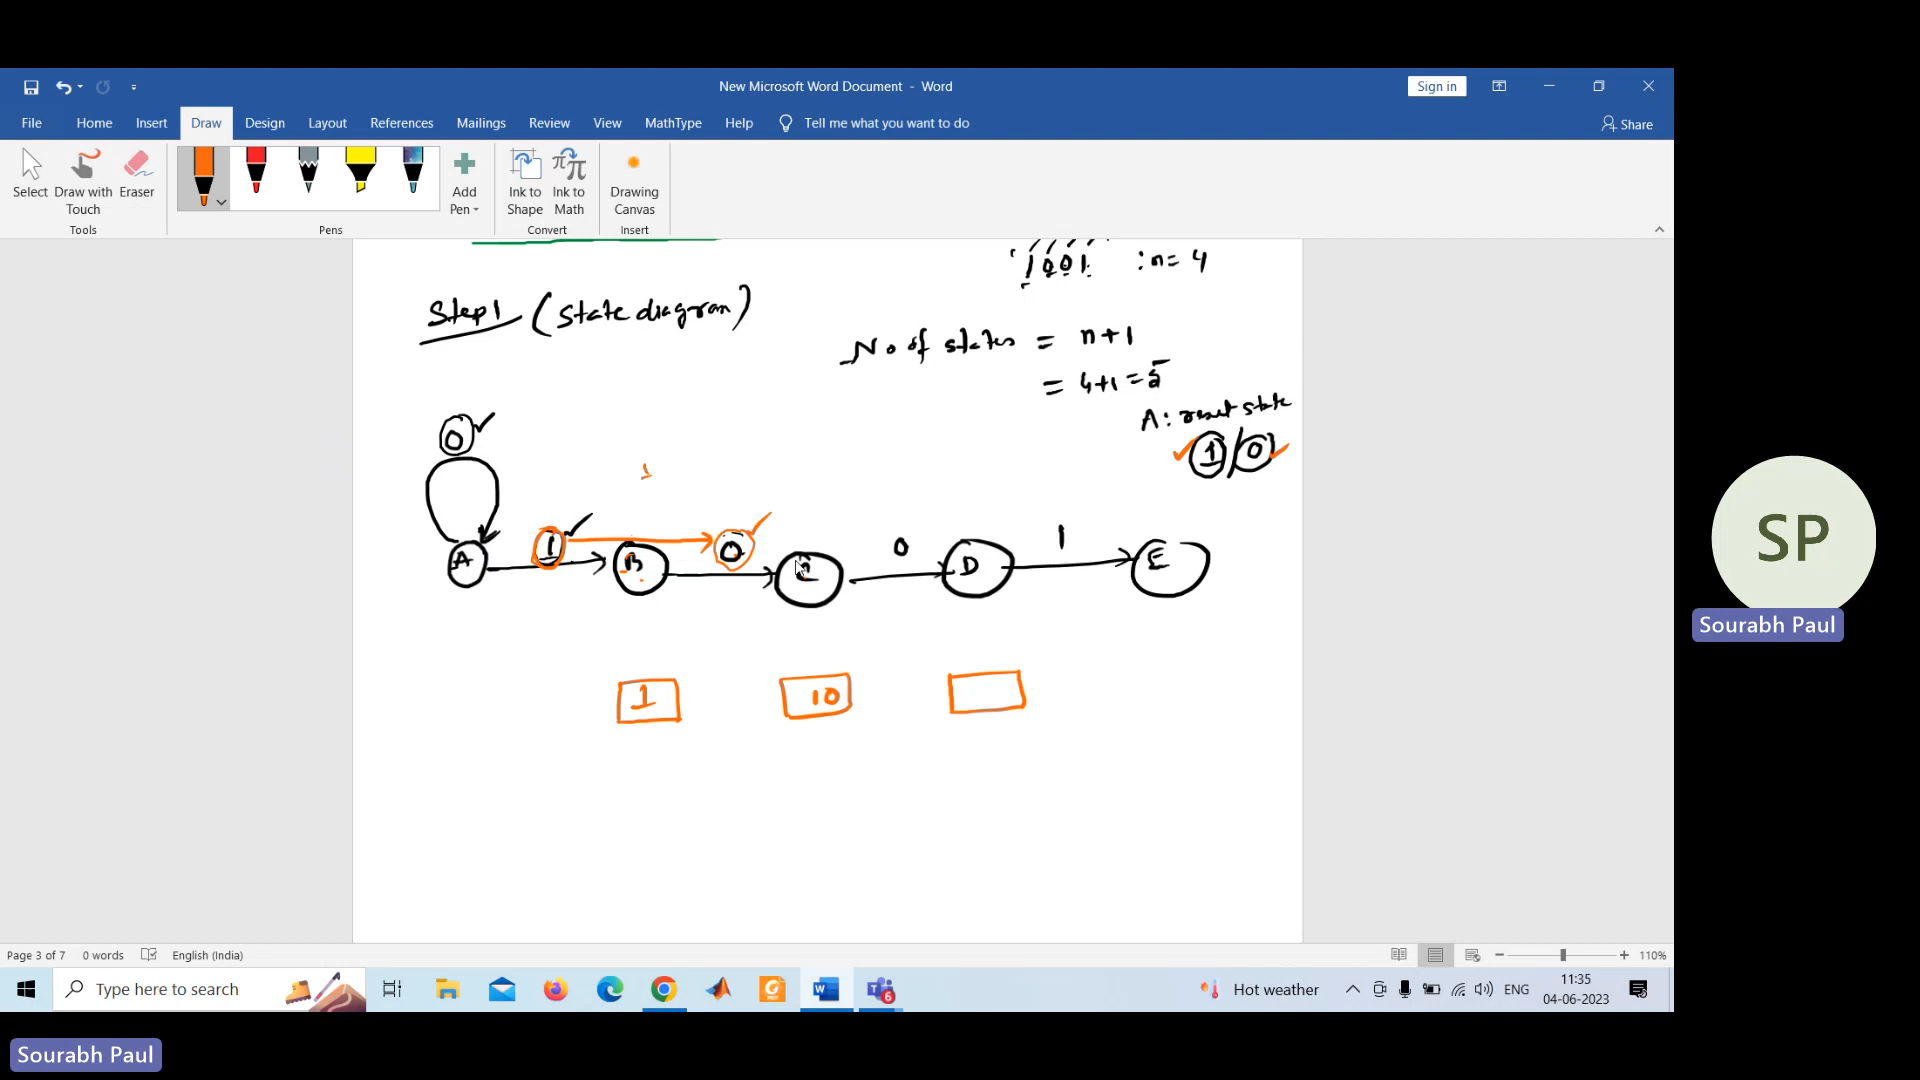 New Microsoft Word Document - Word
Sign in
File Home Insert Draw Design Layout References Mailings Review View MathType Help Tell me what you want to do
Share
Select Draw with Touch Eraser
Add Pen
Ink to Shape Ink to Math
Drawing Canvas
Tools Pens Convert Insert
1001 : n = 4
Step 1 (State diagram)
No of states = n + 1
= 4+1 = 5
A: reset state
1 / 0
0
1
A 1 B 0 C 0 D 1 E
1 10
SP
Sourabh Paul
Page 3 of 7 0 words English (India) 110%
Type here to search
6
Hot weather
ENG
11:35
04-06-2023
Sourabh Paul